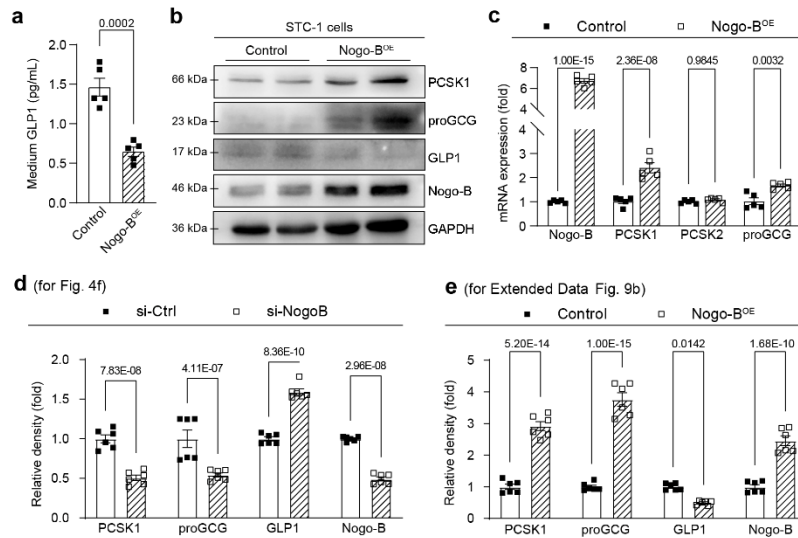 a
0.0002
2.0
1.5
1.0
0.5
0.0
Medium GLP1 (pg/mL)
Control
Nogo-B^OE
b
STC-1 cells
Control Nogo-B^OE
66 kDa PCSK1
23 kDa proGCG
17 kDa GLP1
46 kDa Nogo-B
36 kDa GAPDH
c
Control Nogo-B^OE
1.00E-15 2.36E-08 0.9845 0.0032
8
6
4
4
2
0
mRNA expression (fold)
Nogo-B PCSK1 PCSK2 proGCG
d (for Fig. 4f)
si-Ctrl si-NogoB
7.83E-08 4.11E-07 8.36E-10 2.96E-08
2.0
1.5
1.0
0.5
0.0
Relative density (fold)
PCSK1 proGCG GLP1 Nogo-B
e (for Extended Data Fig. 9b)
Control Nogo-B^OE
5.20E-14 1.00E-15 0.0142 1.68E-10
5
4
3
2
1
0
Relative density (fold)
PCSK1 proGCG GLP1 Nogo-B